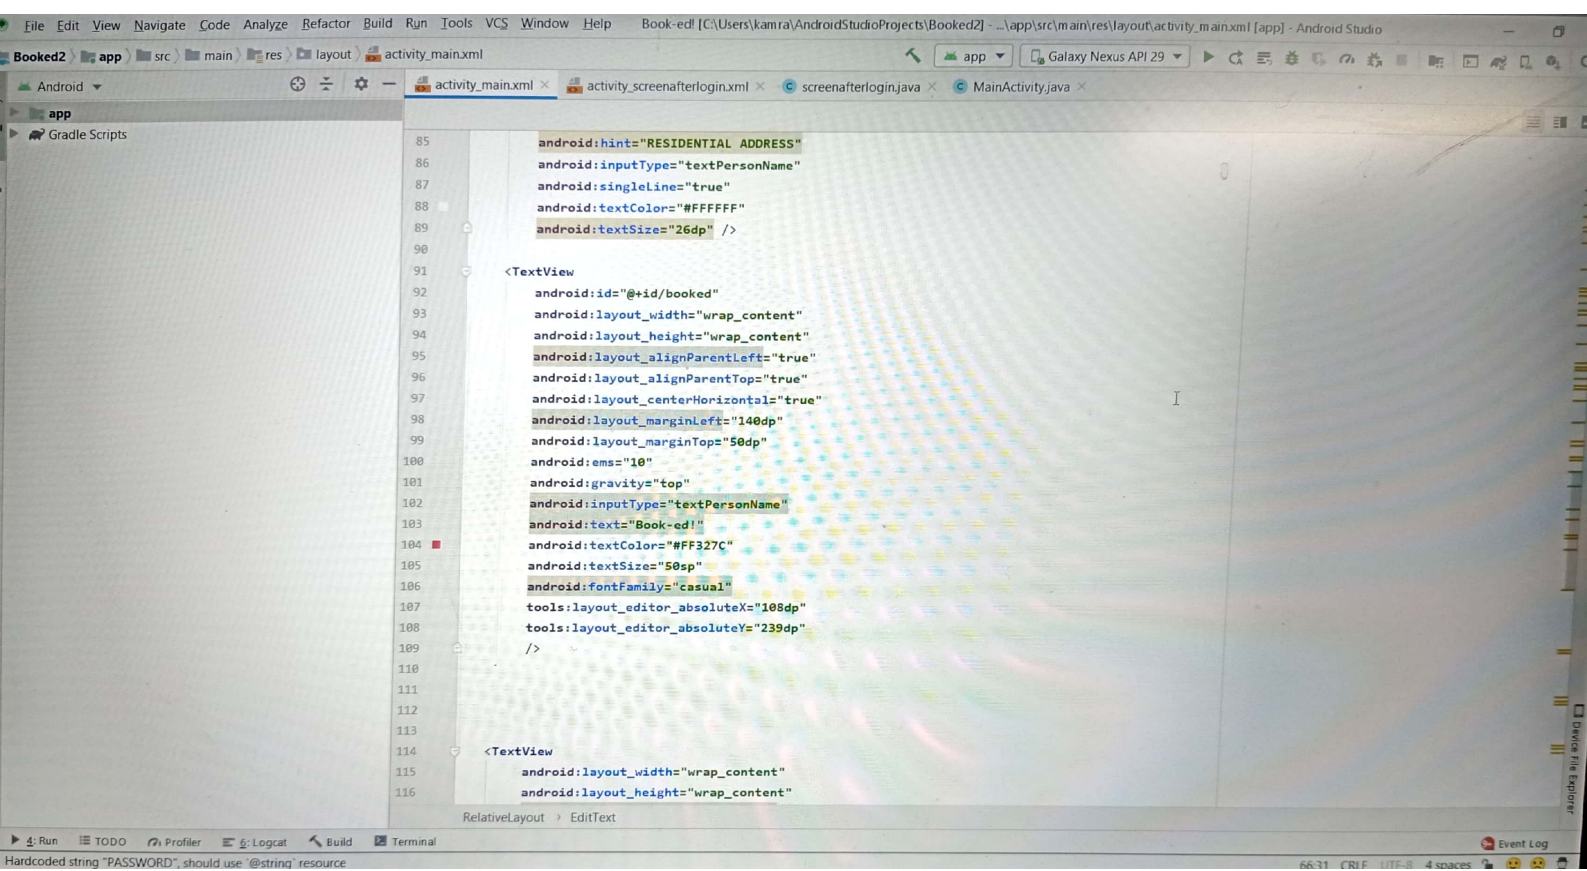 File Edit View Navigate Code Analyze Refactor Build Run Tools VCS Window Help Book-ed! [C:\Users\kamra\AndroidStudioProjects\Booked2] - ...\app\src\main\res\layout\activity_main.xml [app] - Android Studio
Booked2 app src main res layout activity_main.xml app Galaxy Nexus API 29
Android activity_main.xml activity_screenafterlogin.xml screenafterlogin.java MainActivity.java
app
Gradle Scripts
85 android:hint="RESIDENTIAL ADDRESS"
86 android:inputType="textPersonName"
87 android:singleLine="true"
88 android:textColor="#FFFFFF"
89 android:textSize="26dp" />
90
91 <TextView
92 android:id="@+id/booked"
93 android:layout_width="wrap_content"
94 android:layout_height="wrap_content"
95 android:layout_alignParentLeft="true"
96 android:layout_alignParentTop="true"
97 android:layout_centerHorizontal="true"
98 android:layout_marginLeft="140dp"
99 android:layout_marginTop="50dp"
100 android:ems="10"
101 android:gravity="top"
102 android:inputType="textPersonName"
103 android:text="Book-ed!"
104 android:textColor="#FF327C"
105 android:textSize="50sp"
106 android:fontFamily="casual"
107 tools:layout_editor_absoluteX="108dp"
108 tools:layout_editor_absoluteY="239dp"
109 />
110
111
112
113
114 <TextView
115 android:layout_width="wrap_content"
116 android:layout_height="wrap_content"
Device File Explorer
RelativeLayout › EditText
4: Run TODO Profiler 6: Logcat Build Terminal Event Log
Hardcoded string "PASSWORD", should use `@string` resource 66:31 CRLF UTF-8 4 spaces